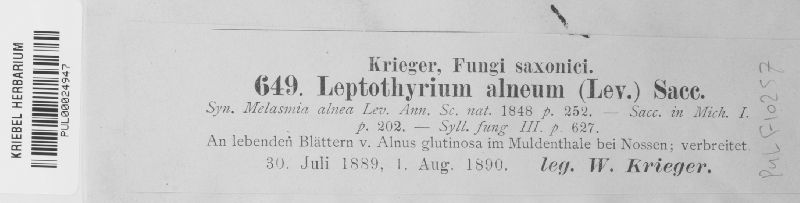 KRIEBEL HERBARIUM
PUL00024947
Krieger, Fungi saxonici.
649. Leptothyrium alneum (Lev.) Sacc.
Syn. Melasmia alnea Lev. Ann. Sc. nat. 1848 p. 252. — Sacc. in Mich. I.
p. 202. — Syll. fung III. p. 627.
An lebenden Blättern v. Alnus glutinosa im Muldenthale bei Nossen; verbreitet.
30. Juli 1889, 1. Aug. 1890. leg. W. Krieger.
PUL F10257